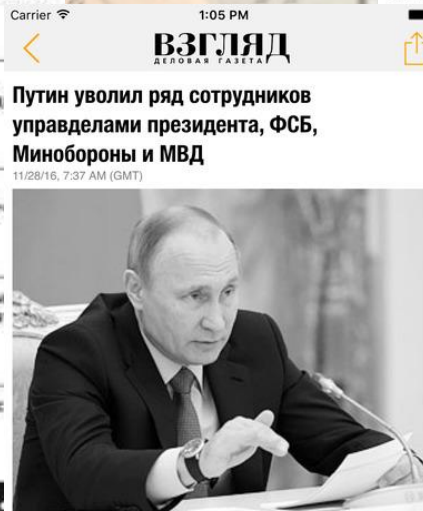 Carrier 1:05 PM
ВЗГЛЯД
ДЕЛОВАЯ ГАЗЕТА
Путин уволил ряд сотрудников
управделами президента, ФСБ,
Минобороны и МВД
11/28/16, 7:37 AM (GMT)